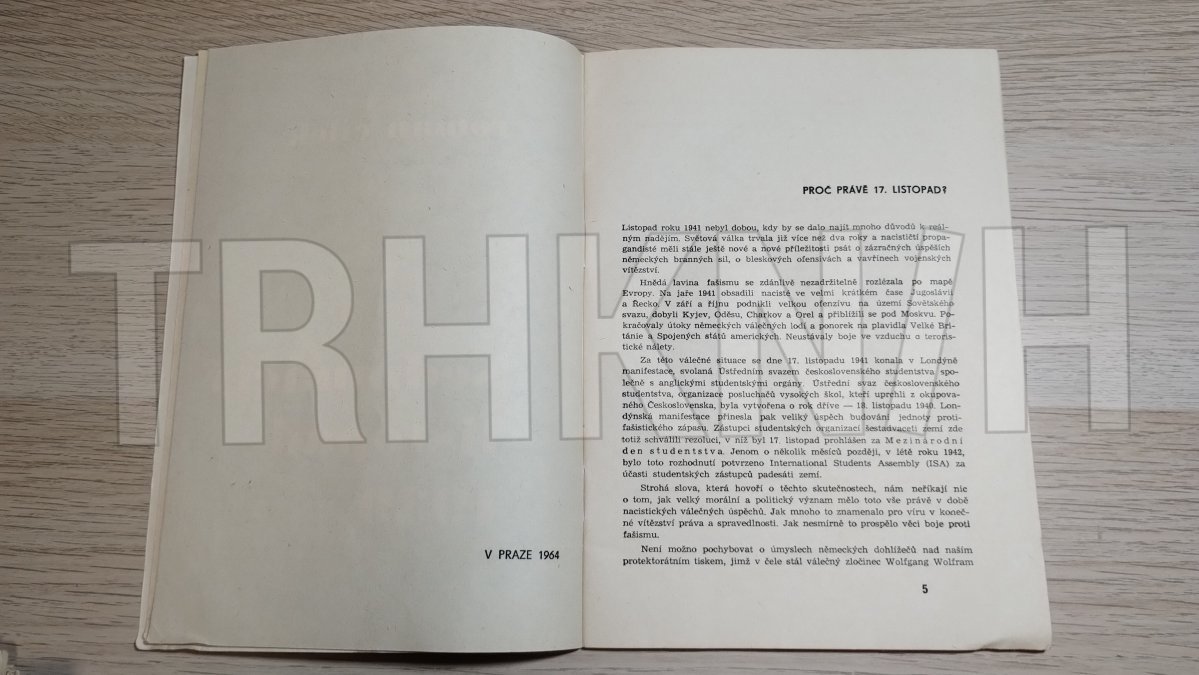 V PRAZE 1964
PROČ PRÁVĚ 17. LISTOPAD?
Listopad roku 1941 nebyl dobou, kdy by se dalo najít mnoho důvodů k reál-
ným nadějím. Světová válka trvala již více než dva roky a nacističtí propa-
gandisté měli stále ještě nové a nové příležitosti psát o zázračných úspěších
německých branných sil, o bleskových ofensivách a vavřínech vojenských
vítězství.
Hnědá lavina fašismu se zdánlivě nezadržitelně rozlézala po mapě
Evropy. Na jaře 1941 obsadili nacisté ve velmi krátkém čase Jugoslávii
a Řecko. V září a říjnu podnikli velkou ofenzívu na území Sovětského
svazu, dobyli Kyjev, Oděsu, Charkov a Orel a přiblížili se pod Moskvu. Po-
kračovaly útoky německých válečných lodí a ponorek na plavidla Velké Bri-
tánie a Spojených států amerických. Neustávaly boje ve vzduchu a teroris-
tické nálety.
Za této válečné situace se dne 17. listopadu 1941 konala v Londýně
manifestace, svolaná Ústředním svazem československého studentstva spo-
lečně s anglickými studentskými orgány. Ústřední svaz československého
studentstva, organizace posluchačů vysokých škol, kteří uprchli z okupova-
ného Československa, byla vytvořena o rok dříve — 18. listopadu 1940. Lon-
dýnská manifestace přinesla pak veliký úspěch budování jednoty proti-
fašistického zápasu. Zástupci studentských organizací šestadvaceti zemí zde
totiž schválili rezoluci, v níž byl 17. listopad prohlášen za Mezinárodní
den studentstva. Jenom o několik měsíců později, v létě roku 1942,
bylo toto rozhodnutí potvrzeno International Students Assembly (ISA) za
účasti studentských zástupců padesáti zemí.
Strohá slova, která hovoří o těchto skutečnostech, nám neříkají nic
o tom, jak velký morální a politický význam mělo toto vše právě v době
nacistických válečných úspěchů. Jak mnoho to znamenalo pro víru v koneč-
né vítězství práva a spravedlnosti. Jak nesmírně to prospělo věci boje proti
fašismu.
Není možno pochybovat o úmyslech německých dohlížečů nad naším
protektorátním tiskem, jimž v čele stál válečný zločinec Wolfgang Wolfram
5
TRHKNIH